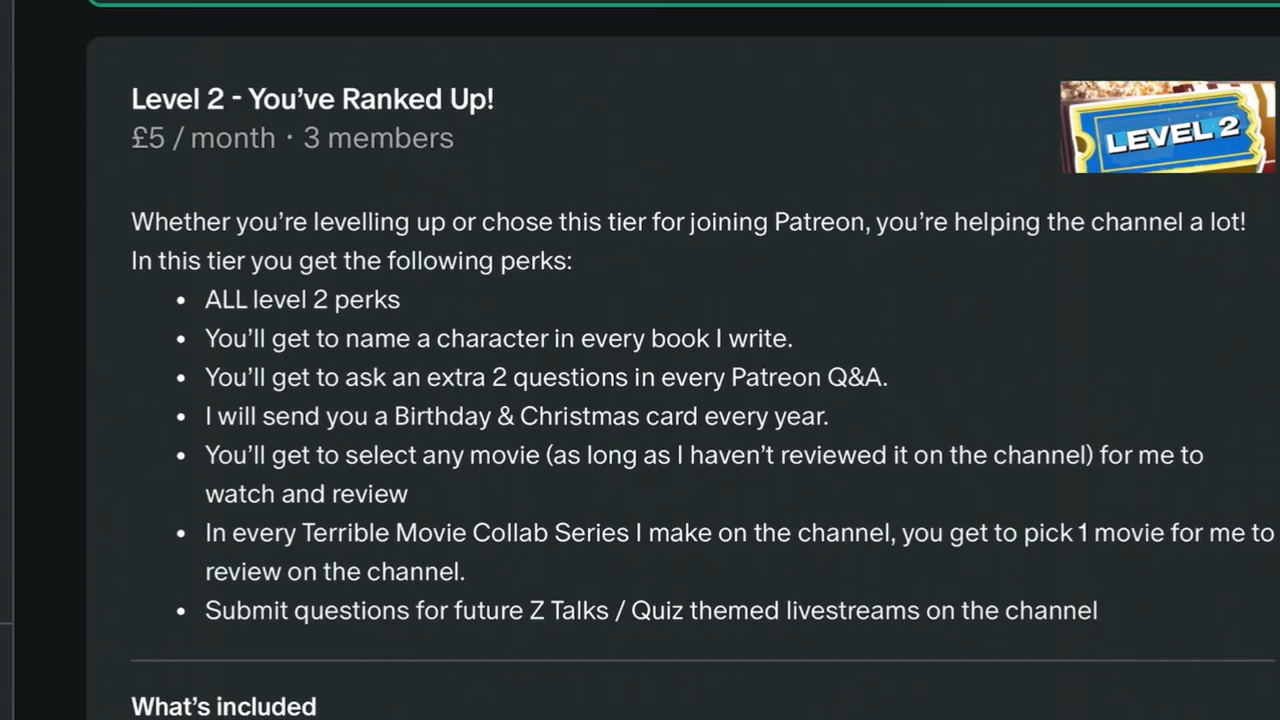 Level 2 - You've Ranked Up!
£5 / month · 3 members
LEVEL 2
Whether you're levelling up or chose this tier for joining Patreon, you're helping the channel a lot!
In this tier you get the following perks:
• ALL level 2 perks
• You'll get to name a character in every book I write.
• You'll get to ask an extra 2 questions in every Patreon Q&A.
• I will send you a Birthday & Christmas card every year.
• You'll get to select any movie (as long as I haven't reviewed it on the channel) for me to
watch and review
• In every Terrible Movie Collab Series I make on the channel, you get to pick 1 movie for me to
review on the channel.
• Submit questions for future Z Talks / Quiz themed livestreams on the channel
What's included